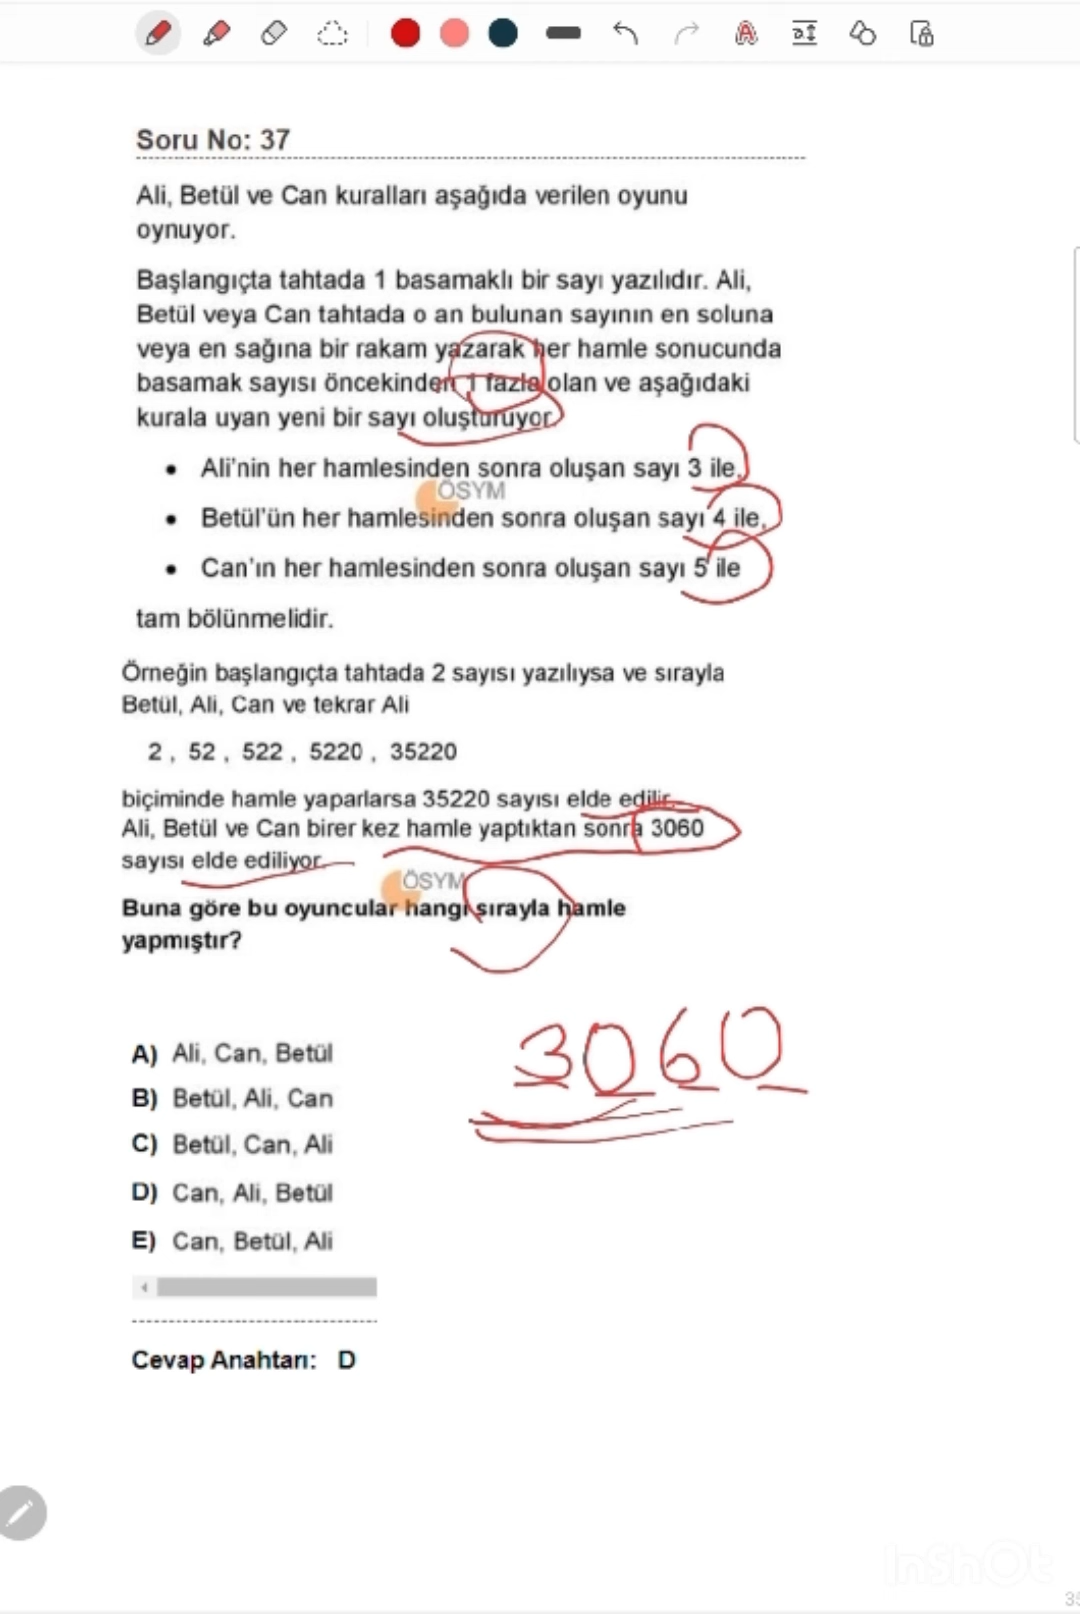 Soru No: 37
Ali, Betül ve Can kuralları aşağıda verilen oyunu
oynuyor.
Başlangıçta tahtada 1 basamaklı bir sayı yazılıdır. Ali,
Betül veya Can tahtada o an bulunan sayının en soluna
veya en sağına bir rakam yazarak her hamle sonucunda
basamak sayısı öncekinden 1 fazla olan ve aşağıdaki
kurala uyan yeni bir sayı oluşturuyor.
• Ali'nin her hamlesinden sonra oluşan sayı 3 ile,
ÖSYM
• Betül'ün her hamlesinden sonra oluşan sayı 4 ile,
• Can'ın her hamlesinden sonra oluşan sayı 5 ile
tam bölünmelidir.
Örneğin başlangıçta tahtada 2 sayısı yazılıysa ve sırayla
Betül, Ali, Can ve tekrar Ali
2 , 52 , 522 , 5220 , 35220
biçiminde hamle yaparlarsa 35220 sayısı elde edilir.
Ali, Betül ve Can birer kez hamle yaptıktan sonra 3060
sayısı elde ediliyor.
ÖSYM
Buna göre bu oyuncular hangi sırayla hamle
yapmıştır?
3060
A) Ali, Can, Betül
B) Betül, Ali, Can
C) Betül, Can, Ali
D) Can, Ali, Betül
E) Can, Betül, Ali
Cevap Anahtarı: D
InShOt